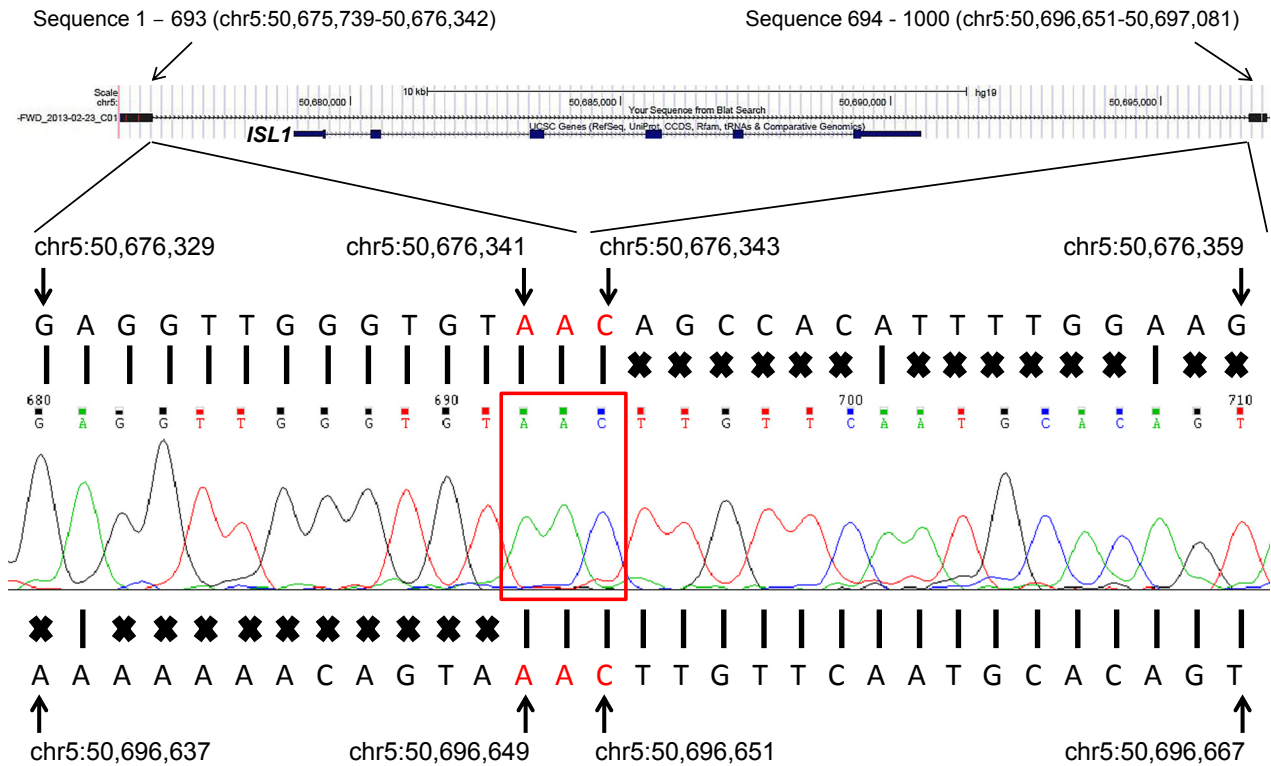 Sequence 1 – 693 (chr5:50,675,739-50,676,342) Sequence 694 - 1000 (chr5:50,696,651-50,697,081)
Scale 10 kb hg19
chr5: 50,680,000 50,685,000 50,690,000 50,695,000
Your Sequence from Blat Search
-FWD_2013-02-23_C01
UCSC Genes (RefSeq, UniProt, CCDS, Rfam, tRNAs & Comparative Genomics)
ISL1
chr5:50,676,329 chr5:50,676,341 chr5:50,676,343 chr5:50,676,359
G A G G T T G G G T G T A A C A G C C A C A T T T T G G A A G
680 690 700 710
G A G G T T G G G T G T A A C T T G T T C A A T G C A C A G T
A A A A A A A C A G T A A A C T T G T T C A A T G C A C A G T
chr5:50,696,637 chr5:50,696,649 chr5:50,696,651 chr5:50,696,667